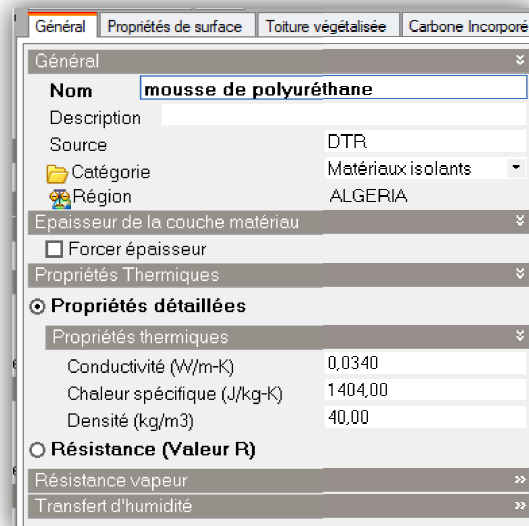 Général Propriétés de surface Toiture végétalisée Carbone Incorporé
Général
Nom mousse de polyuréthane
Description
Source DTR
Catégorie Matériaux isolants
Région ALGERIA
Epaisseur de la couche matériau
Forcer épaisseur
Propriétés Thermiques
Propriétés détaillées
Propriétés thermiques
Conductivité (W/m-K) 0,0340
Chaleur spécifique (J/kg-K) 1404,00
Densité (kg/m3) 40,00
Résistance (Valeur R)
Résistance vapeur
Transfert d'humidité